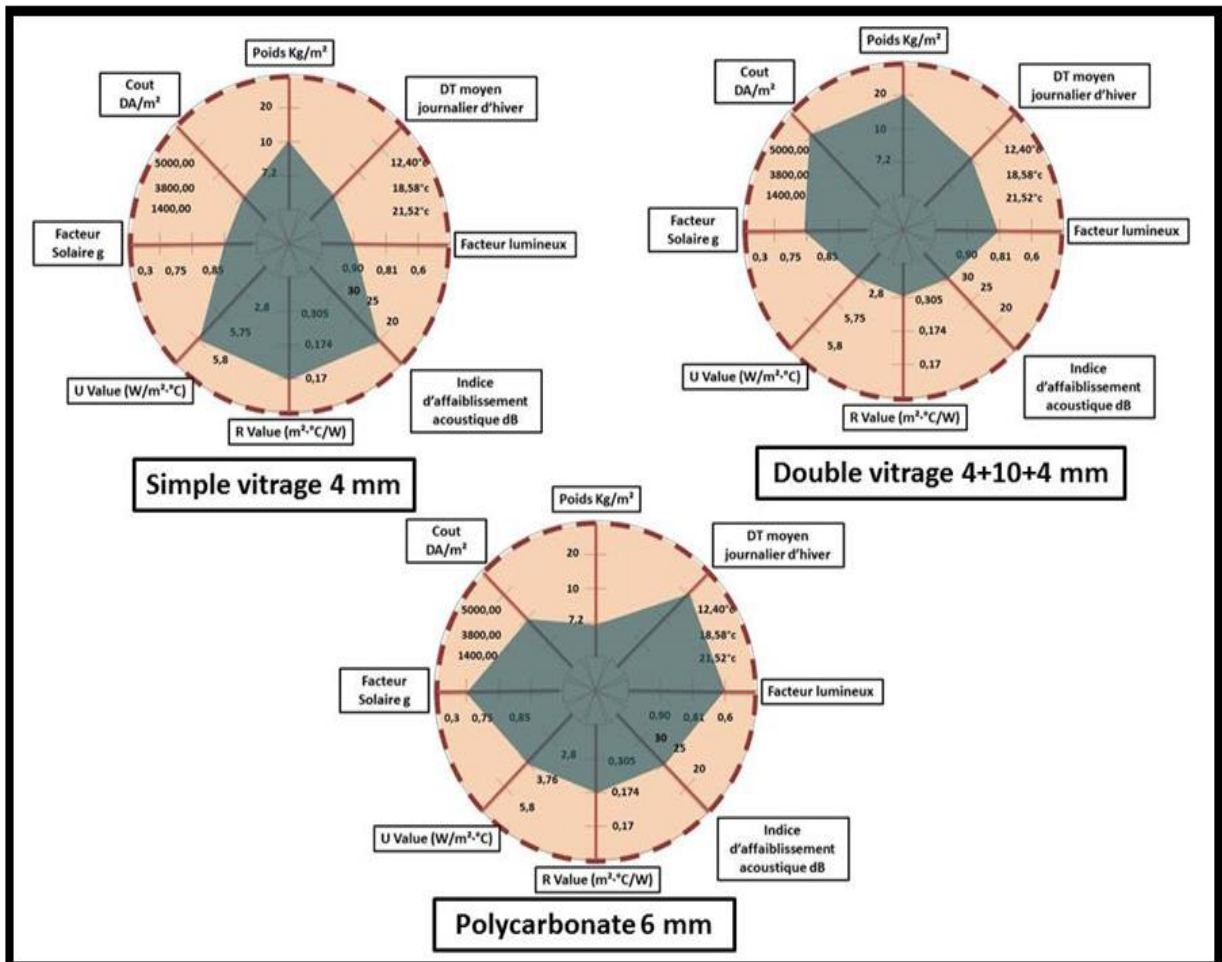 Poids Kg/m²
Cout
DA/m²
DT moyen
journalier d'hiver
20
10
7,2
5000,00
3800,00
1400,00
12,40°c
18,58°c
21,52°c
Facteur
Solaire g
Facteur lumineux
0,3 0,75 0,85
0,90 0,81 0,6
30
25
20
2,8
5,75
5,8
0,305
0,174
0,17
U Value (W/m²·°C)
R Value (m²·°C/W)
Indice
d'affaiblissement
acoustique dB
Simple vitrage 4 mm
Poids Kg/m²
Cout
DA/m²
DT moyen
journalier d'hiver
20
10
7,2
5000,00
3800,00
1400,00
12,40°c
18,58°c
21,52°c
Facteur
Solaire g
Facteur lumineux
0,3 0,75 0,85
0,90 0,81 0,6
30
25
20
2,8
5,75
5,8
0,305
0,174
0,17
U Value (W/m²·°C)
R Value (m²·°C/W)
Indice
d'affaiblissement
acoustique dB
Double vitrage 4+10+4 mm
Poids Kg/m²
Cout
DA/m²
DT moyen
journalier d'hiver
20
10
7,2
5000,00
3800,00
1400,00
12,40°c
18,58°c
21,52°c
Facteur
Solaire g
Facteur lumineux
0,3 0,75 0,85
0,90 0,81 0,6
30
25
20
2,8
3,76
5,8
0,305
0,174
0,17
U Value (W/m²·°C)
R Value (m²·°C/W)
Indice
d'affaiblissement
acoustique dB
Polycarbonate 6 mm